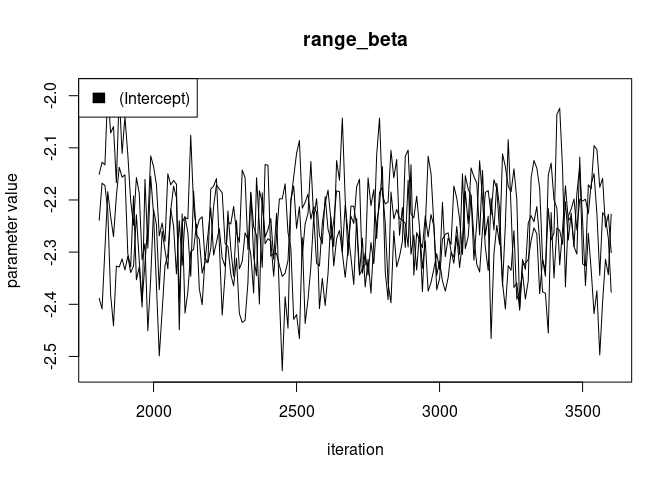 range_beta
(Intercept)
parameter value
-2.0
-2.1
-2.2
-2.3
-2.4
-2.5
2000 2500 3000 3500
iteration